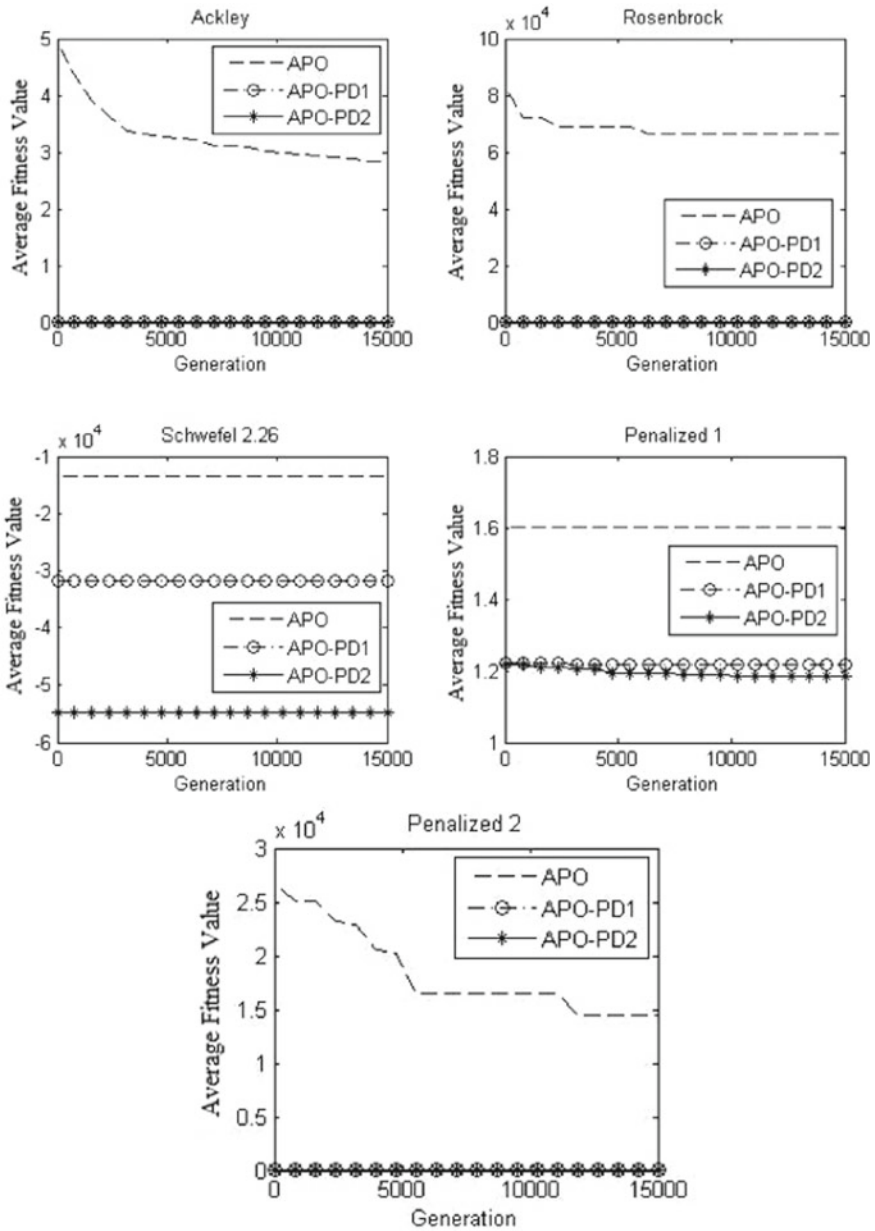 Ackley
Average Fitness Value
5
4
3
2
1
0
0 5000 10000 15000
Generation
APO
APO-PD1
APO-PD2
Rosenbrock
x 10^4
Average Fitness Value
10
8
6
4
2
0
0 5000 10000 15000
Generation
APO
APO-PD1
APO-PD2
Schwefel 2.26
x 10^4
Average Fitness Value
-1
-2
-3
-4
-5
-6
0 5000 10000 15000
Generation
APO
APO-PD1
APO-PD2
Penalized 1
Average Fitness Value
1.8
1.6
1.4
1.2
1
0 5000 10000 15000
Generation
APO
APO-PD1
APO-PD2
Penalized 2
x 10^4
Average Fitness Value
3
2.5
2
1.5
1
0.5
0
0 5000 10000 15000
Generation
APO
APO-PD1
APO-PD2